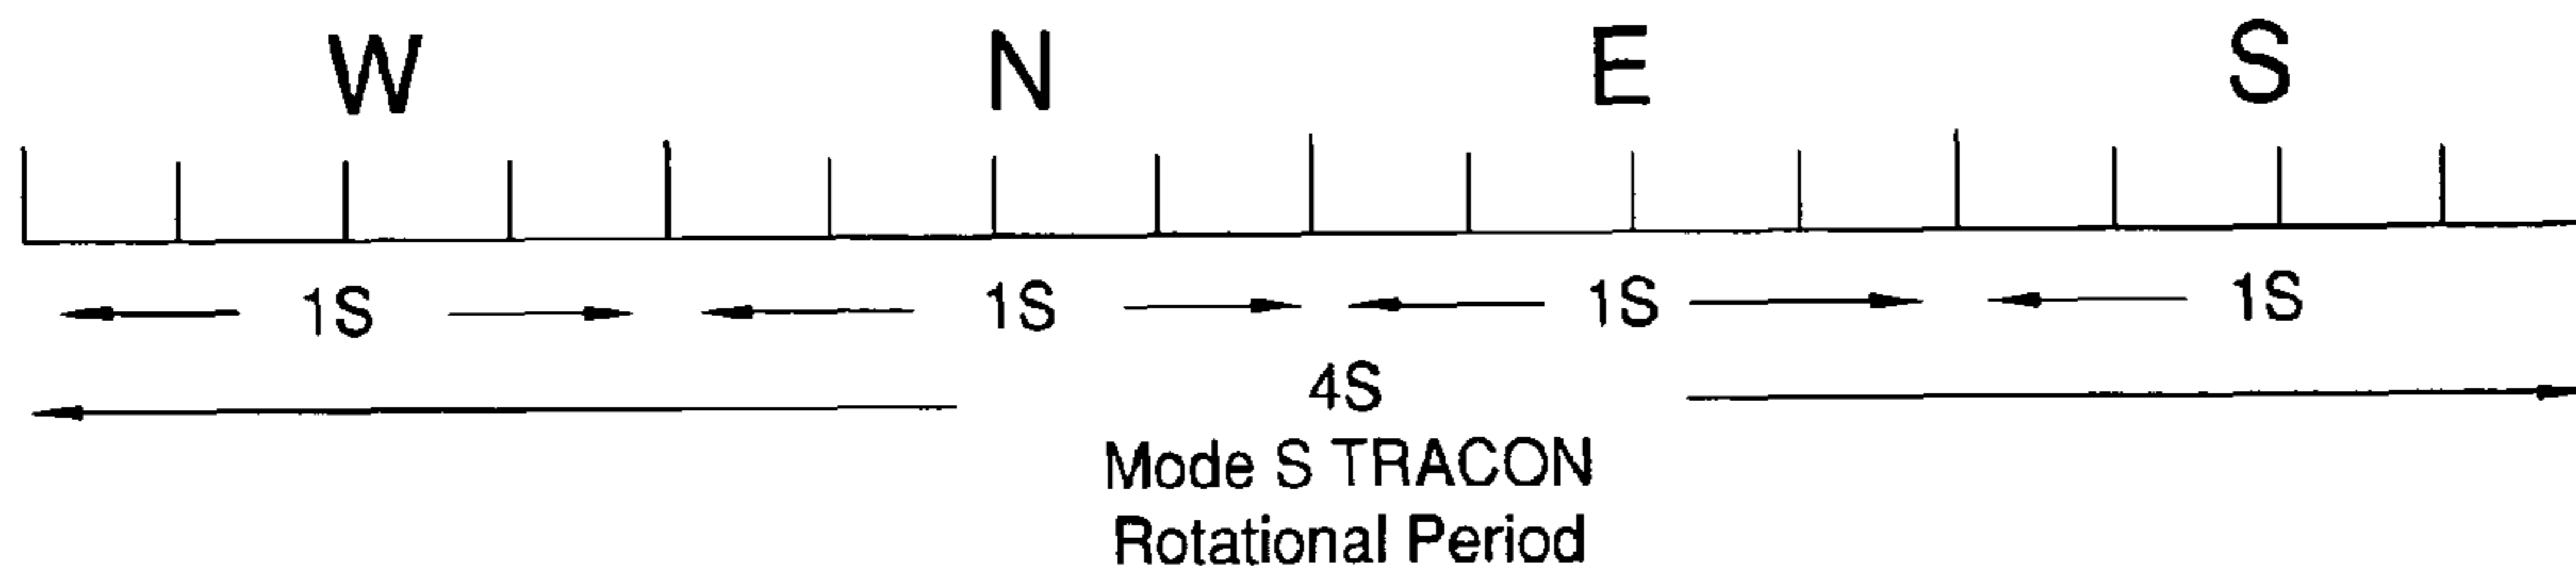 W N E S
1S 1S 1S 1S
4S
Mode S TRACON
Rotational Period